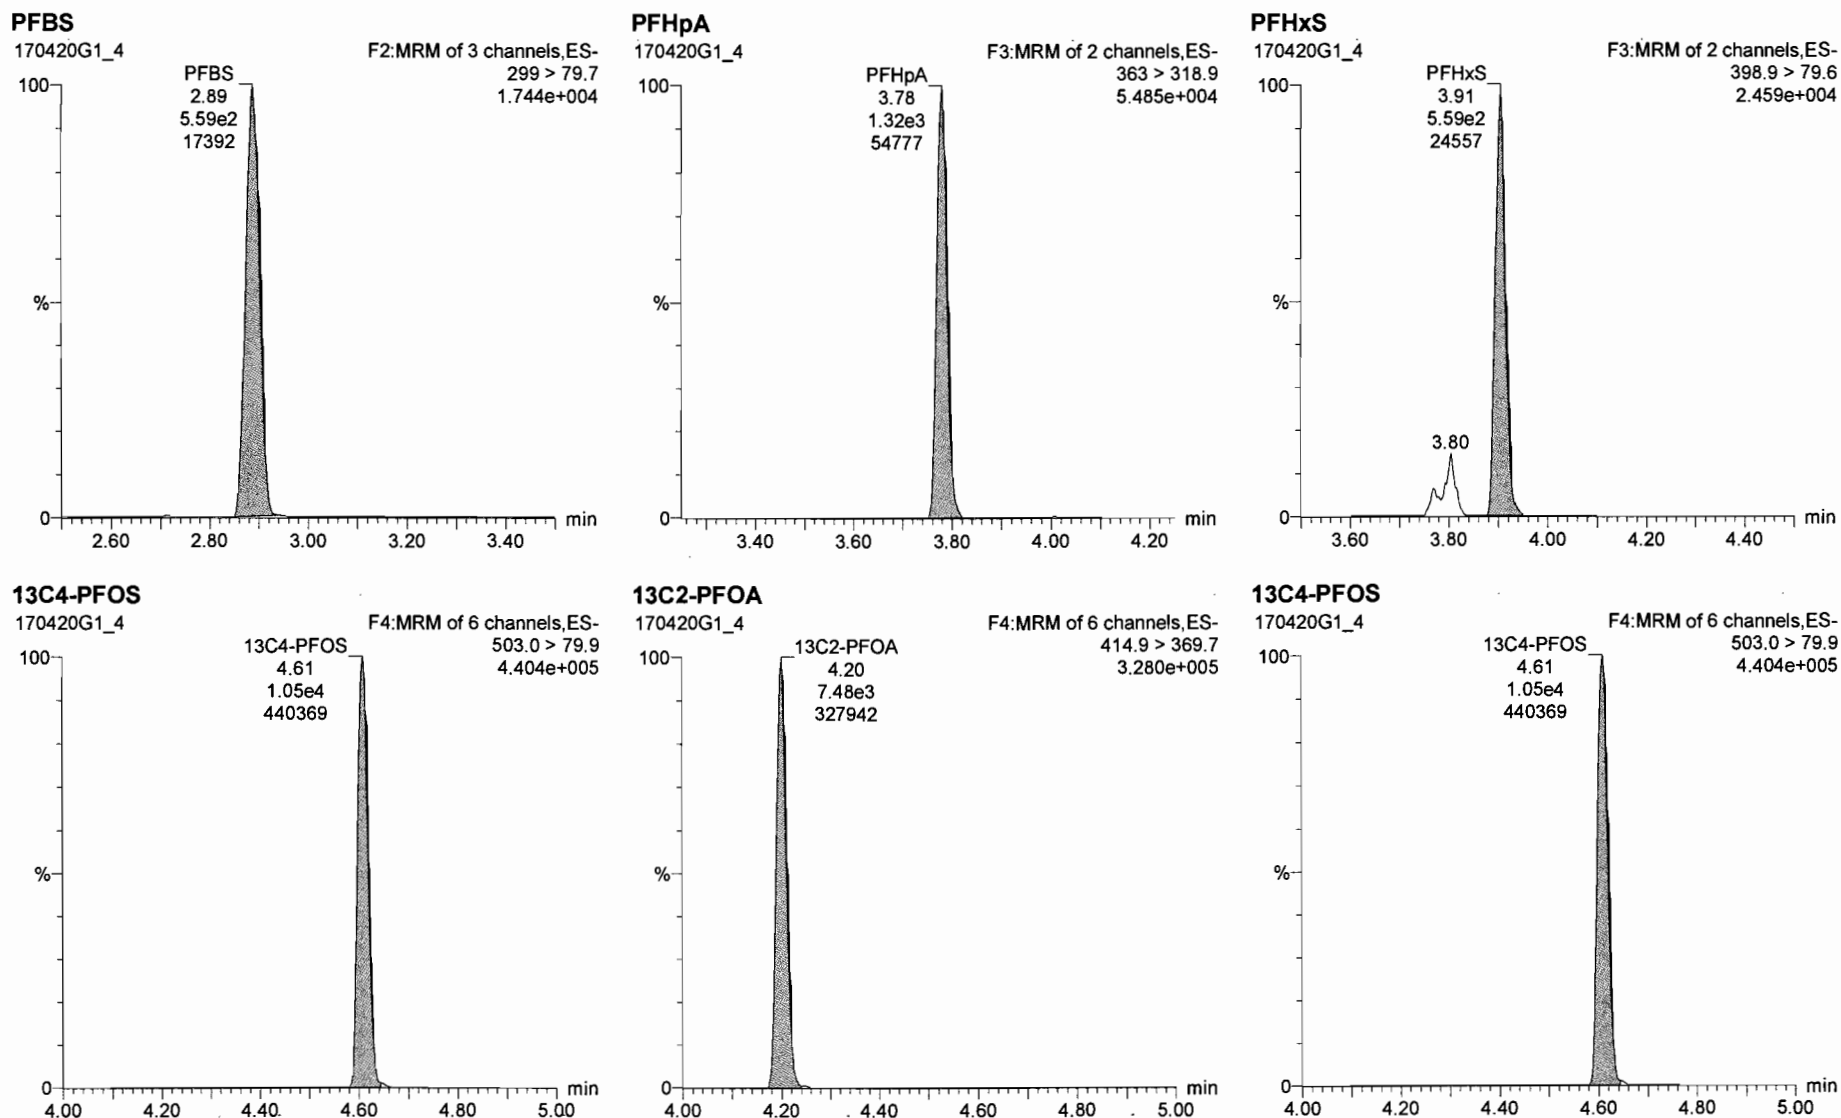 PFBS
170420G1_4
F2:MRM of 3 channels,ES-
299 > 79.7
1.744e+004
PFBS
2.89
5.59e2
17392
100
%
0
min
2.60 2.80 3.00 3.20 3.40
PFHpA
170420G1_4
F3:MRM of 2 channels,ES-
363 > 318.9
5.485e+004
PFHpA
3.78
1.32e3
54777
100
%
0
min
3.40 3.60 3.80 4.00 4.20
PFHxS
170420G1_4
F3:MRM of 2 channels,ES-
398.9 > 79.6
2.459e+004
PFHxS
3.91
5.59e2
24557
100
%
3.80
0
min
3.60 3.80 4.00 4.20 4.40
13C4-PFOS
170420G1_4
F4:MRM of 6 channels,ES-
503.0 > 79.9
4.404e+005
13C4-PFOS
4.61
1.05e4
440369
100
%
0
min
4.00 4.20 4.40 4.60 4.80 5.00
13C2-PFOA
170420G1_4
F4:MRM of 6 channels,ES-
414.9 > 369.7
3.280e+005
13C2-PFOA
4.20
7.48e3
327942
100
%
0
min
4.00 4.20 4.40 4.60 4.80 5.00
13C4-PFOS
170420G1_4
F4:MRM of 6 channels,ES-
503.0 > 79.9
4.404e+005
13C4-PFOS
4.61
1.05e4
440369
100
%
0
min
4.00 4.20 4.40 4.60 4.80 5.00